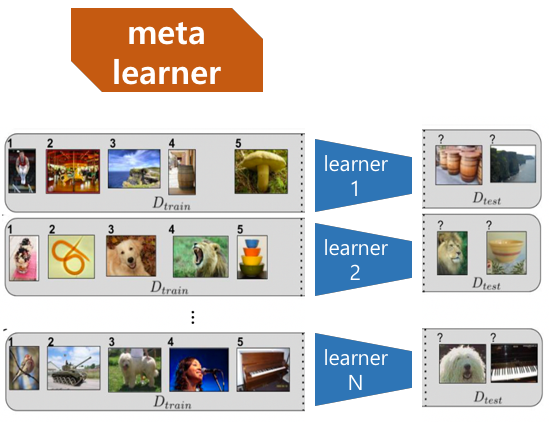 meta
learner
1 2 3 4 5
D_train
learner
1
? ?
D_test
1 2 3 4 5
D_train
learner
2
? ?
D_test
⋮
1 2 3 4 5
D_train
learner
N
? ?
D_test